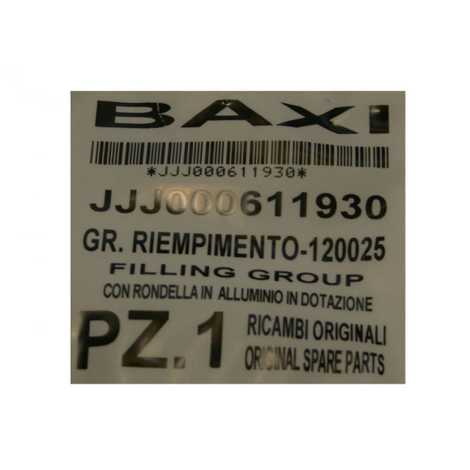 BAXI
*JJJ000611930*
JJJ000611930
GR. RIEMPIMENTO-120025
FILLING GROUP
CON RONDELLA IN ALLUMINIO IN DOTAZIONE
PZ.1
RICAMBI ORIGINALI
ORIGINAL SPARE PARTS